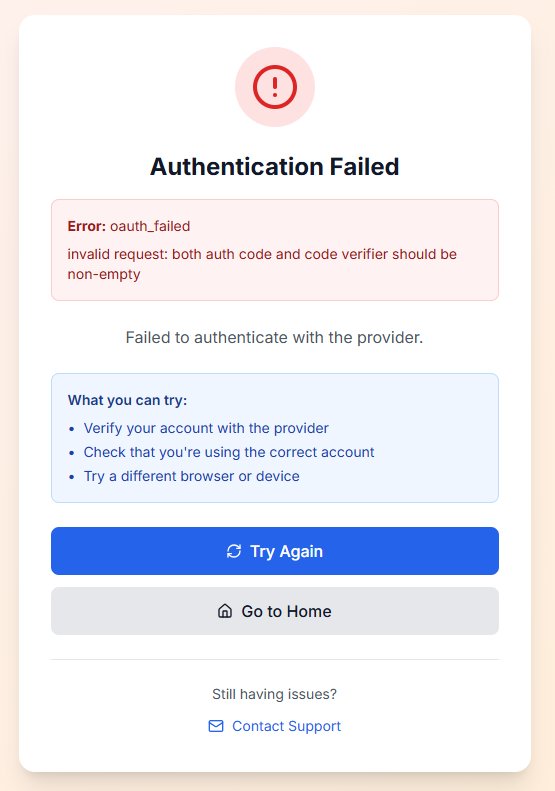 Authentication Failed
Error: oauth_failed
invalid request: both auth code and code verifier should be
non-empty
Failed to authenticate with the provider.
What you can try:
• Verify your account with the provider
• Check that you're using the correct account
• Try a different browser or device
Try Again
Go to Home
Still having issues?
Contact Support